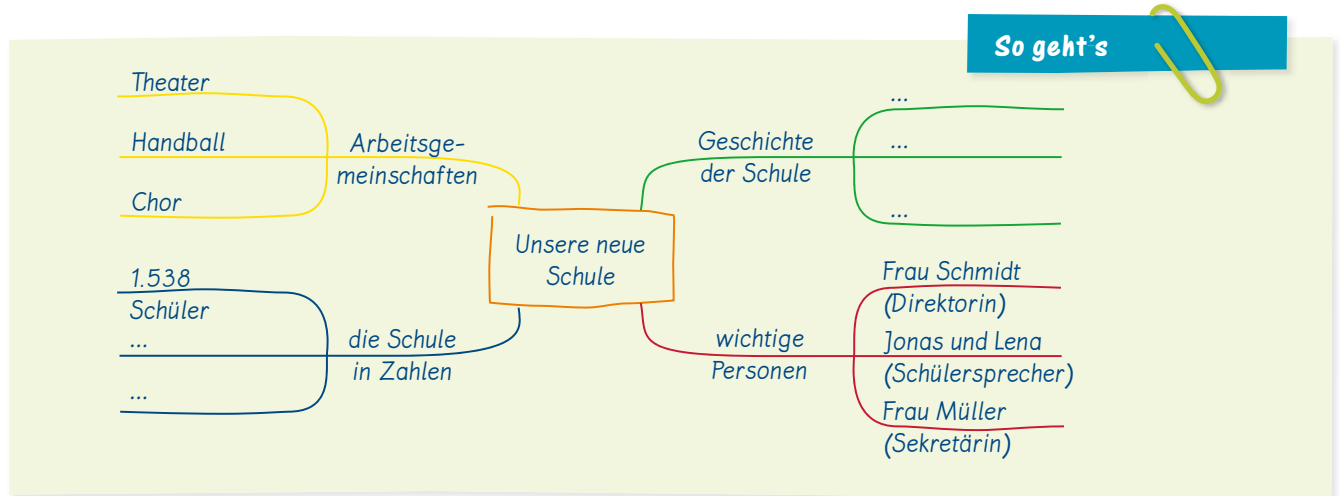 So geht's
Theater
Handball
Chor
Arbeitsge-
meinschaften
Geschichte
der Schule
...
...
...
Unsere neue
Schule
1.538
Schüler
...
...
die Schule
in Zahlen
wichtige
Personen
Frau Schmidt
(Direktorin)
Jonas und Lena
(Schülersprecher)
Frau Müller
(Sekretärin)